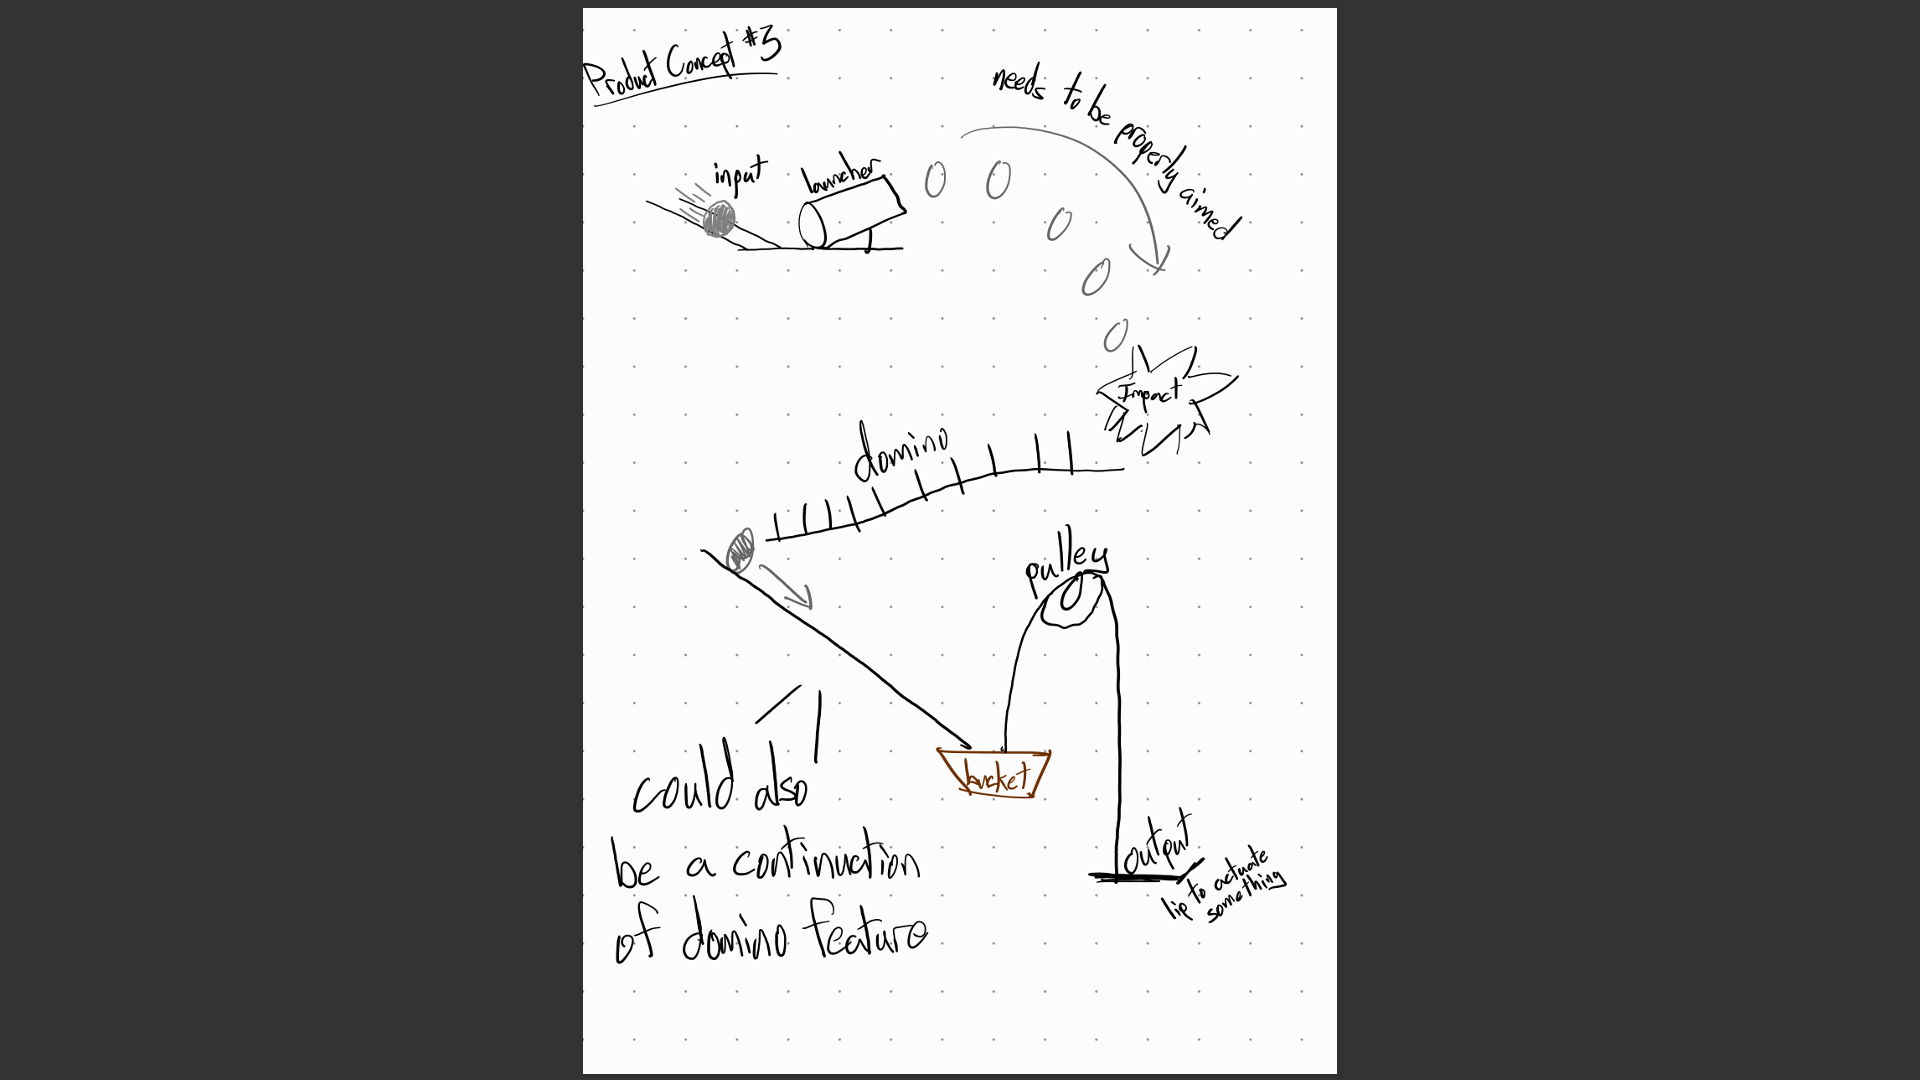 Product Concept #3
needs to be properly aimed
input
launcher
Impact
domino
pulley
could also
be a continuation
of domino feature
bucket
output
lip to actuate
something